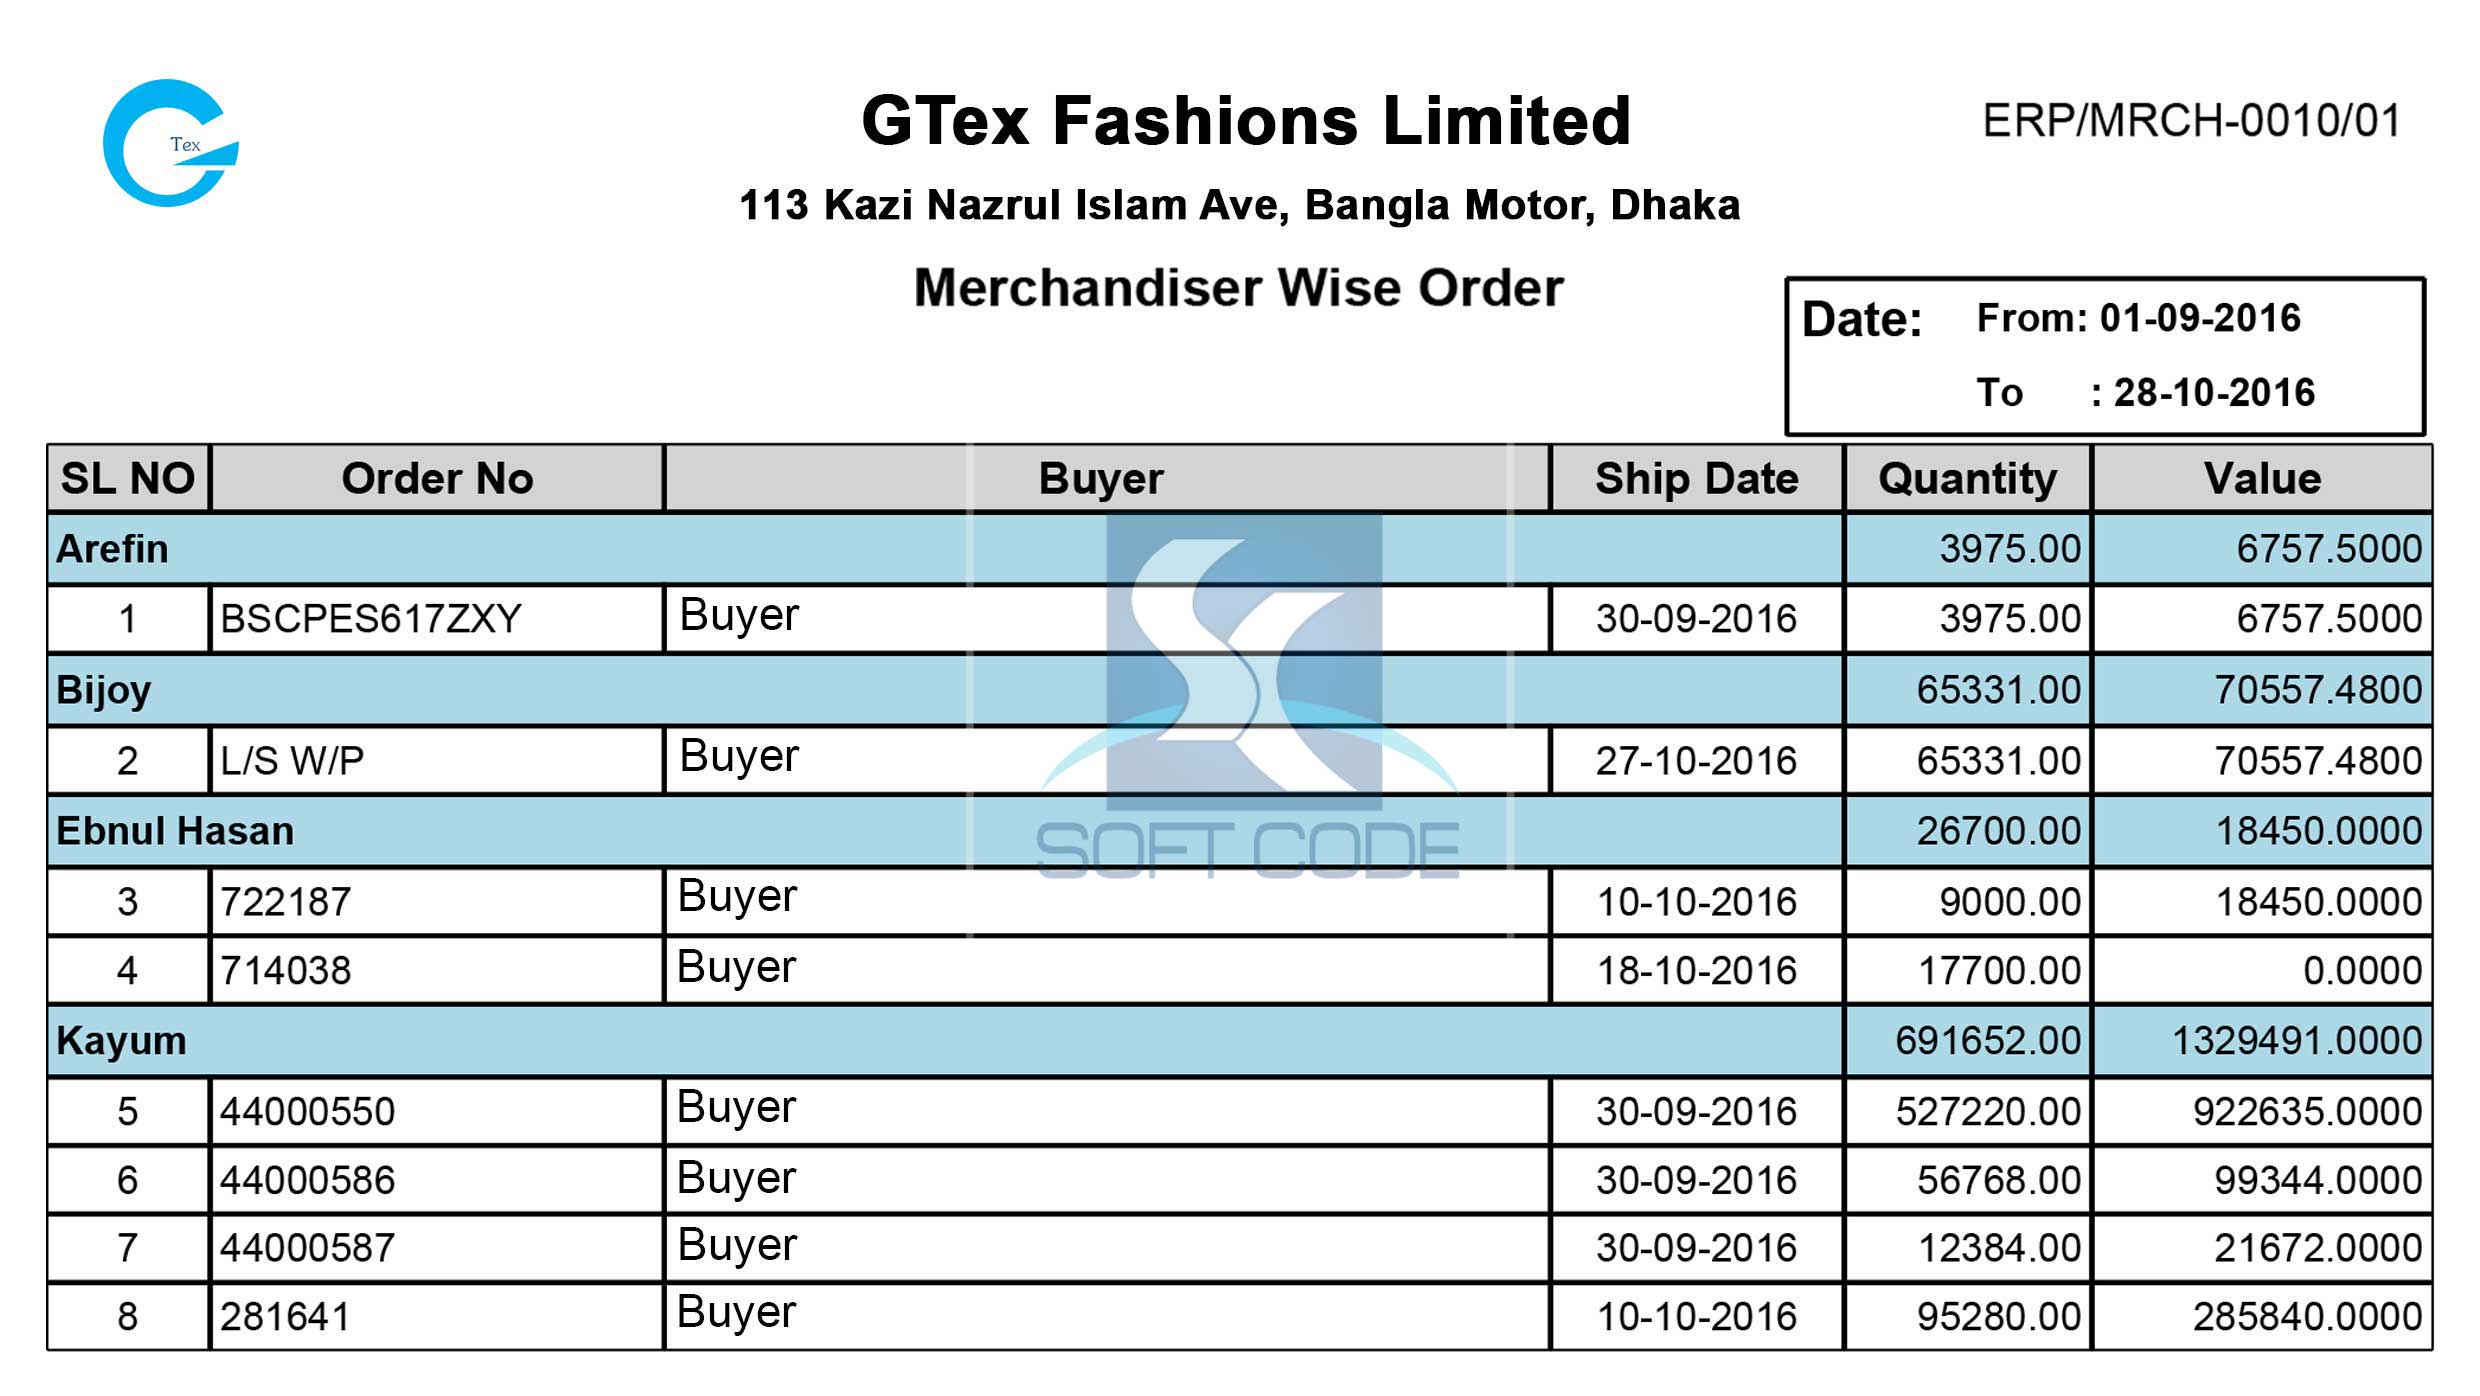 Tex
GTex Fashions Limited
ERP/MRCH-0010/01
113 Kazi Nazrul Islam Ave, Bangla Motor, Dhaka
Merchandiser Wise Order
Date: From: 01-09-2016
To : 28-10-2016
SL NO Order No Buyer Ship Date Quantity Value
Arefin 3975.00 6757.5000
1 BSCPES617ZXY Buyer 30-09-2016 3975.00 6757.5000
Bijoy 65331.00 70557.4800
2 L/S W/P Buyer 27-10-2016 65331.00 70557.4800
Ebnul Hasan 26700.00 18450.0000
SOFT CODE
3 722187 Buyer 10-10-2016 9000.00 18450.0000
4 714038 Buyer 18-10-2016 17700.00 0.0000
Kayum 691652.00 1329491.0000
5 44000550 Buyer 30-09-2016 527220.00 922635.0000
6 44000586 Buyer 30-09-2016 56768.00 99344.0000
7 44000587 Buyer 30-09-2016 12384.00 21672.0000
8 281641 Buyer 10-10-2016 95280.00 285840.0000